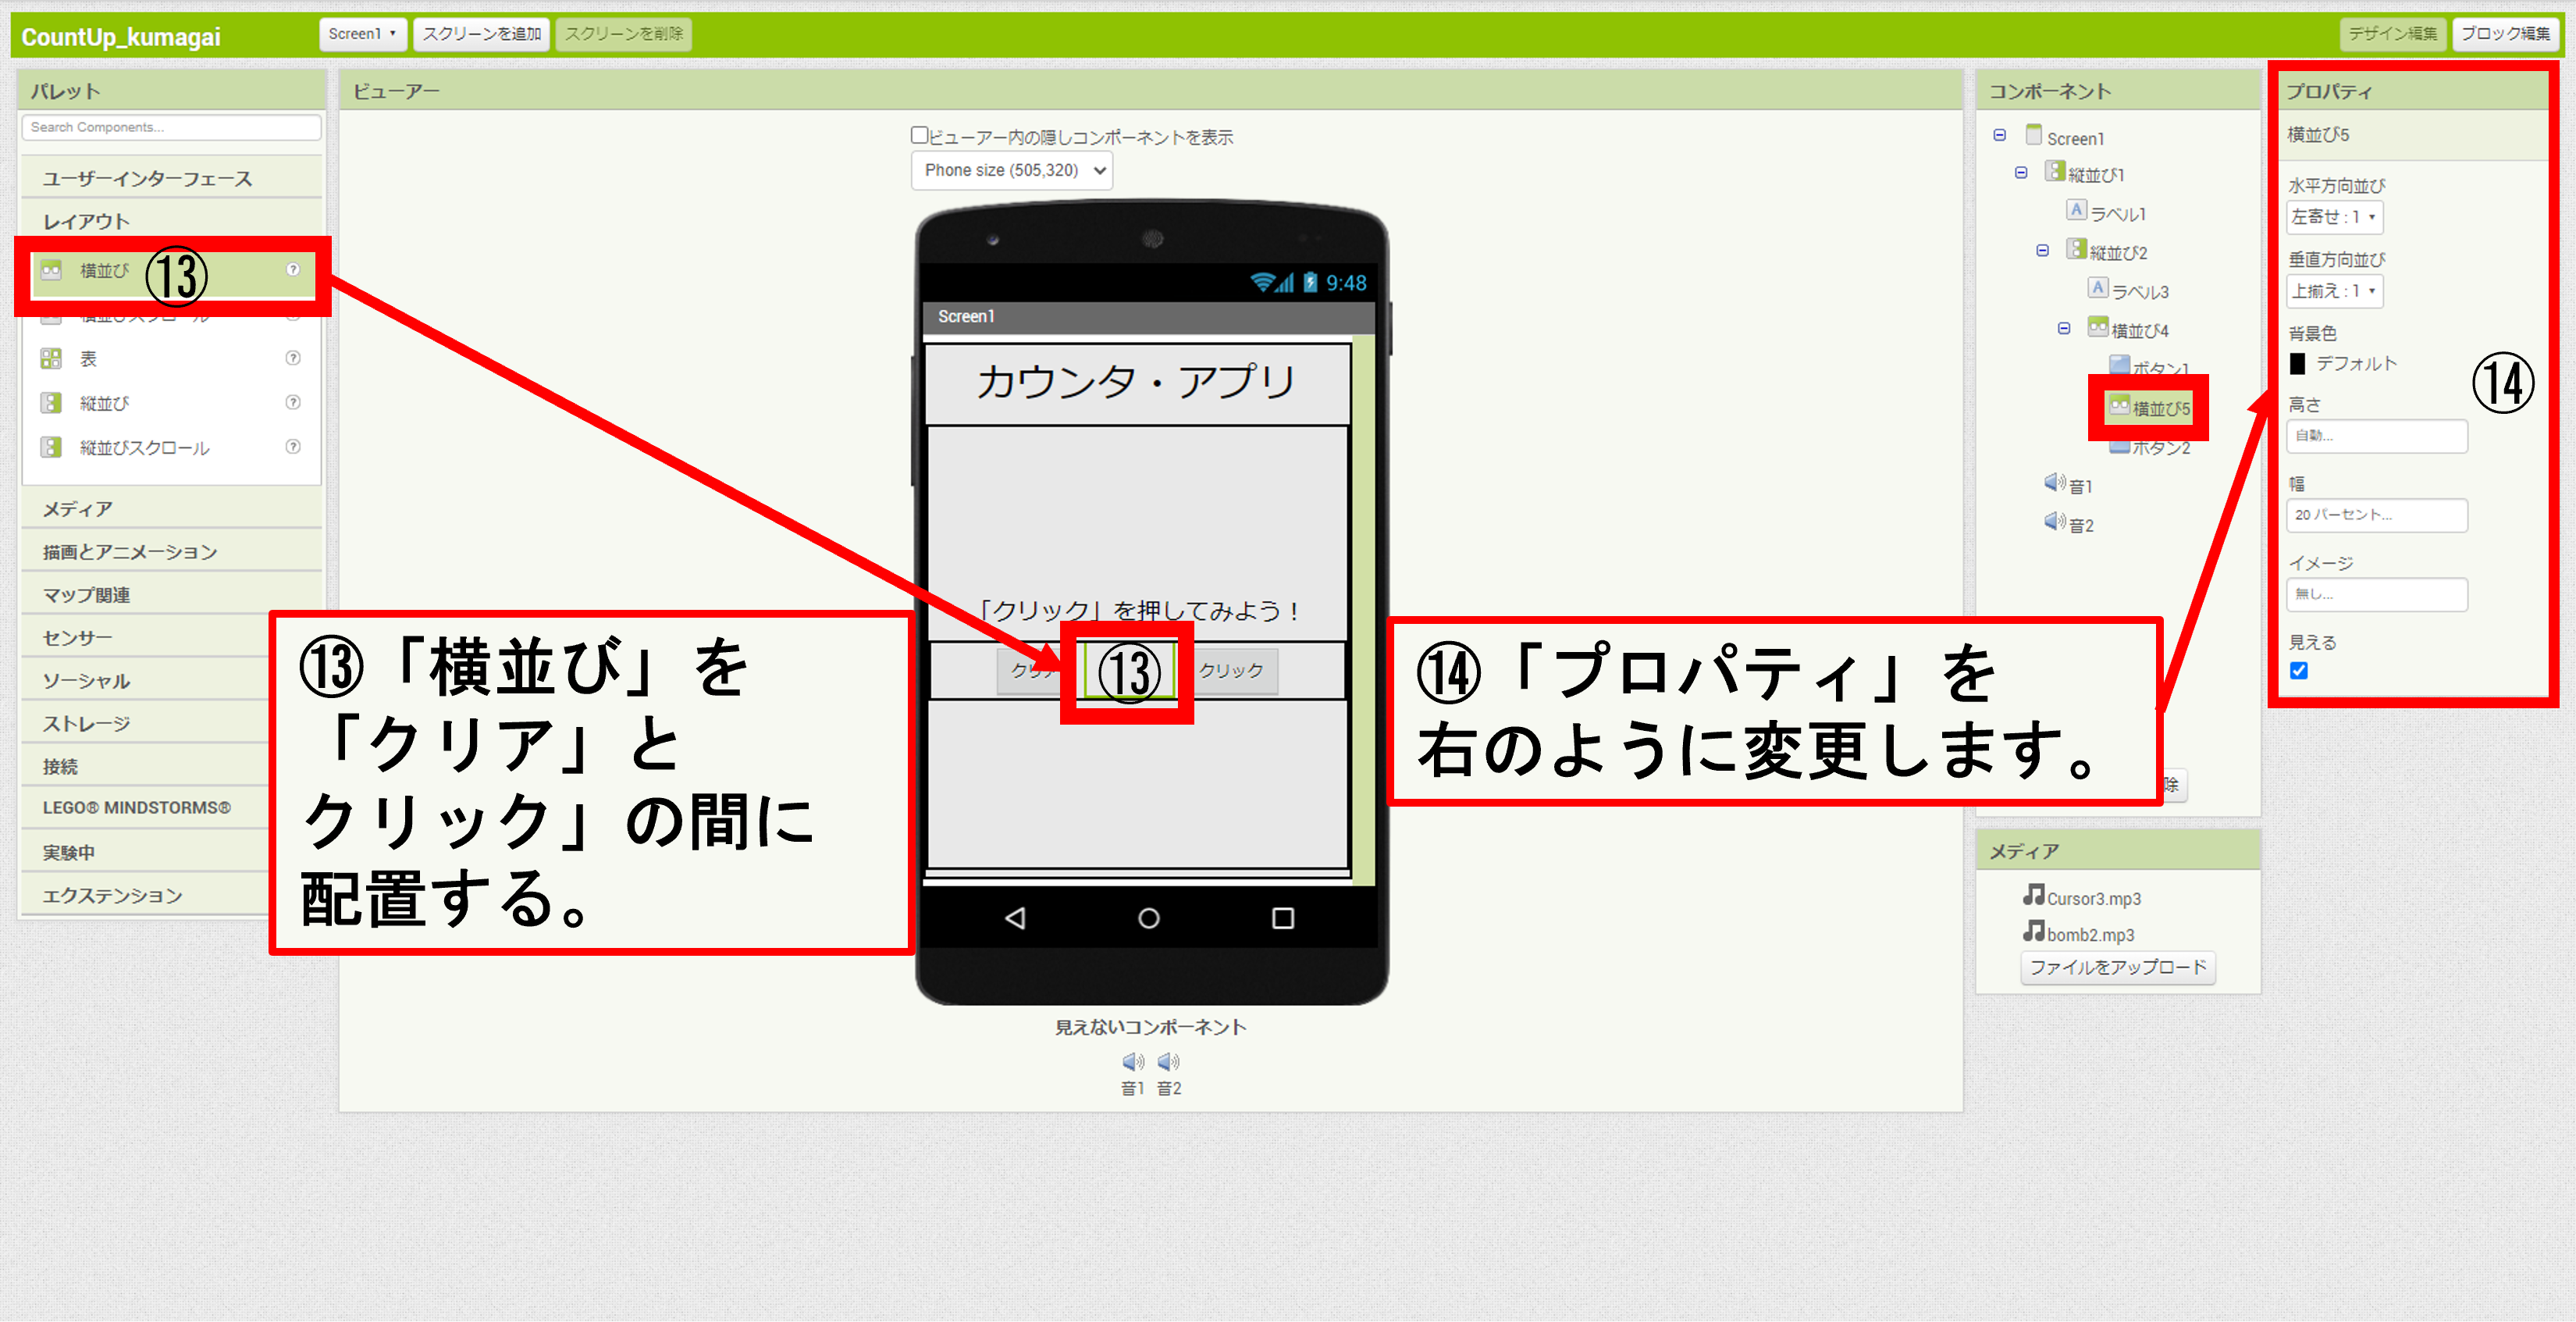 CountUp_kumagai
Screen1
スクリーンを追加
スクリーンを削除
デザイン編集
ブロック編集
パレット
Search Components...
ユーザーインターフェース
レイアウト
横並び
⑬
表
縦並び
縦並びスクロール
メディア
描画とアニメーション
マップ関連
センサー
ソーシャル
ストレージ
接続
LEGO® MINDSTORMS®
実験中
エクステンション
⑬「横並び」を
「クリア」と
クリック」の間に
配置する。
ビューアー
ビューアー内の隠しコンポーネントを表示
Phone size (505,320)
9:48
Screen1
カウンタ・アプリ
「クリック」を押してみよう！
⑬
クリック
見えないコンポーネント
音1 音2
⑭「プロパティ」を
右のように変更します。
コンポーネント
Screen1
縦並び1
ラベル1
縦並び2
ラベル3
横並び4
ボタン1
横並び5
ボタン2
音1
音2
除
メディア
Cursor3.mp3
bomb2.mp3
ファイルをアップロード
プロパティ
横並び5
水平方向並び
左寄せ : 1
垂直方向並び
上揃え : 1
背景色
デフォルト
⑭
高さ
自動...
幅
20 パーセント...
イメージ
無し...
見える